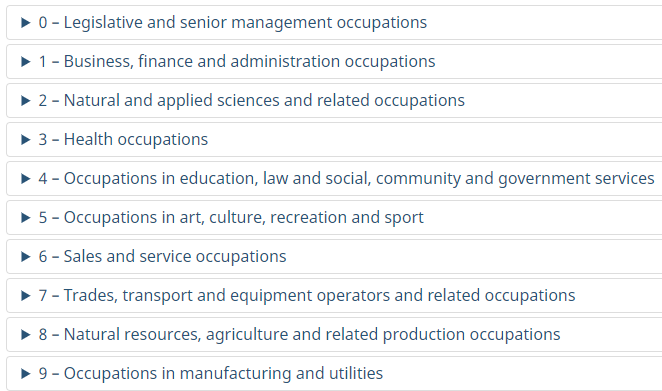 0 – Legislative and senior management occupations
1 – Business, finance and administration occupations
2 – Natural and applied sciences and related occupations
3 – Health occupations
4 – Occupations in education, law and social, community and government services
5 – Occupations in art, culture, recreation and sport
6 – Sales and service occupations
7 – Trades, transport and equipment operators and related occupations
8 – Natural resources, agriculture and related production occupations
9 – Occupations in manufacturing and utilities